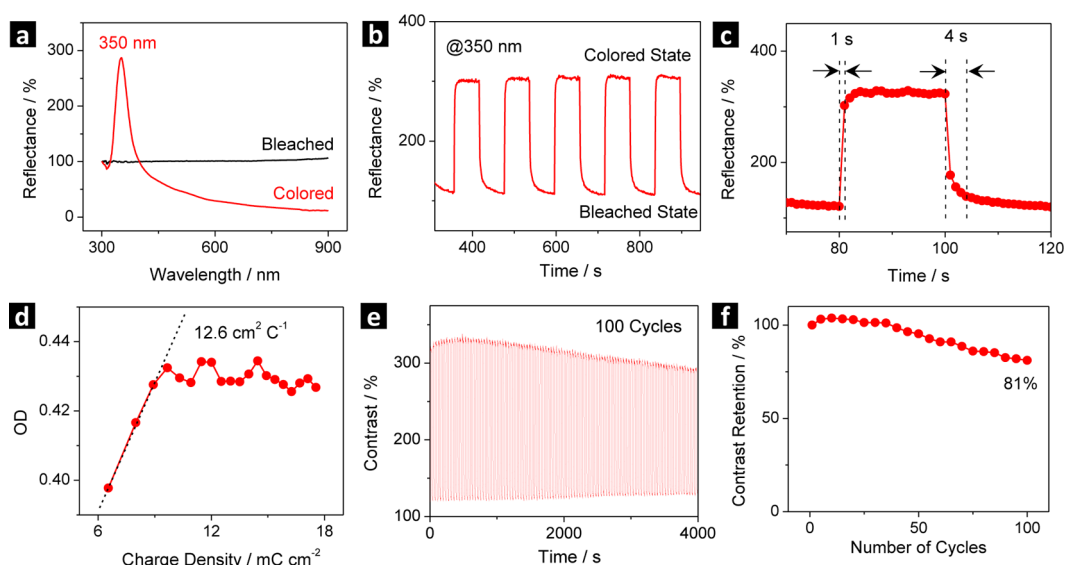 a
350 nm
300
200
100
0
Reflectance / %
Bleached
Colored
300
600
900
Wavelength / nm
b
@350 nm
Colored State
Bleached State
400
200
Reflectance / %
400
600
800
Time / s
c
1 s
4 s
400
200
Reflectance / %
80
100
120
Time / s
d
12.6 cm² C⁻¹
0.44
0.42
0.40
OD
6
12
18
Charge Density / mC cm⁻²
e
100 Cycles
300
200
100
Contrast / %
0
2000
4000
Time / s
f
100
50
0
Contrast Retention / %
81%
0
50
100
Number of Cycles